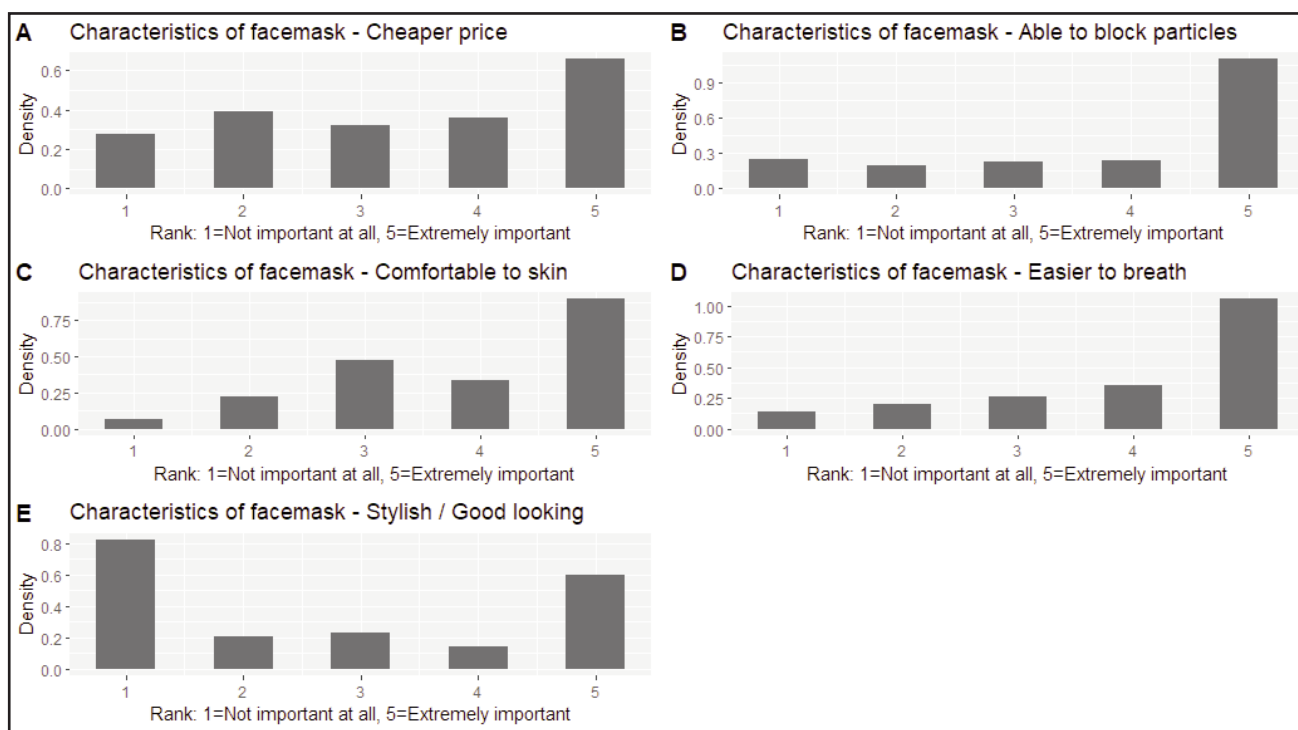 A Characteristics of facemask - Cheaper price
Density
0.6
0.4
0.2
0.0
1 2 3 4 5
Rank: 1=Not important at all, 5=Extremely important
B Characteristics of facemask - Able to block particles
Density
0.9
0.6
0.3
0.0
1 2 3 4 5
Rank: 1=Not important at all, 5=Extremely important
C Characteristics of facemask - Comfortable to skin
Density
0.75
0.50
0.25
0.00
1 2 3 4 5
Rank: 1=Not important at all, 5=Extremely important
D Characteristics of facemask - Easier to breath
Density
1.00
0.75
0.50
0.25
0.00
1 2 3 4 5
Rank: 1=Not important at all, 5=Extremely important
E Characteristics of facemask - Stylish / Good looking
Density
0.8
0.6
0.4
0.2
0.0
1 2 3 4 5
Rank: 1=Not important at all, 5=Extremely important